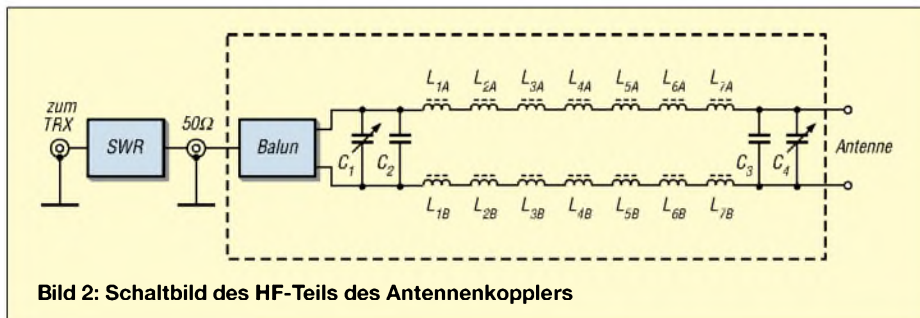 L1A L2A L3A L4A L5A L6A L7A
zum
TRX
50Ω
SWR
Balun
C1
C2
C3
C4
Antenne
L1B L2B L3B L4B L5B L6B L7B
Bild 2: Schaltbild des HF-Teils des Antennenkopplers